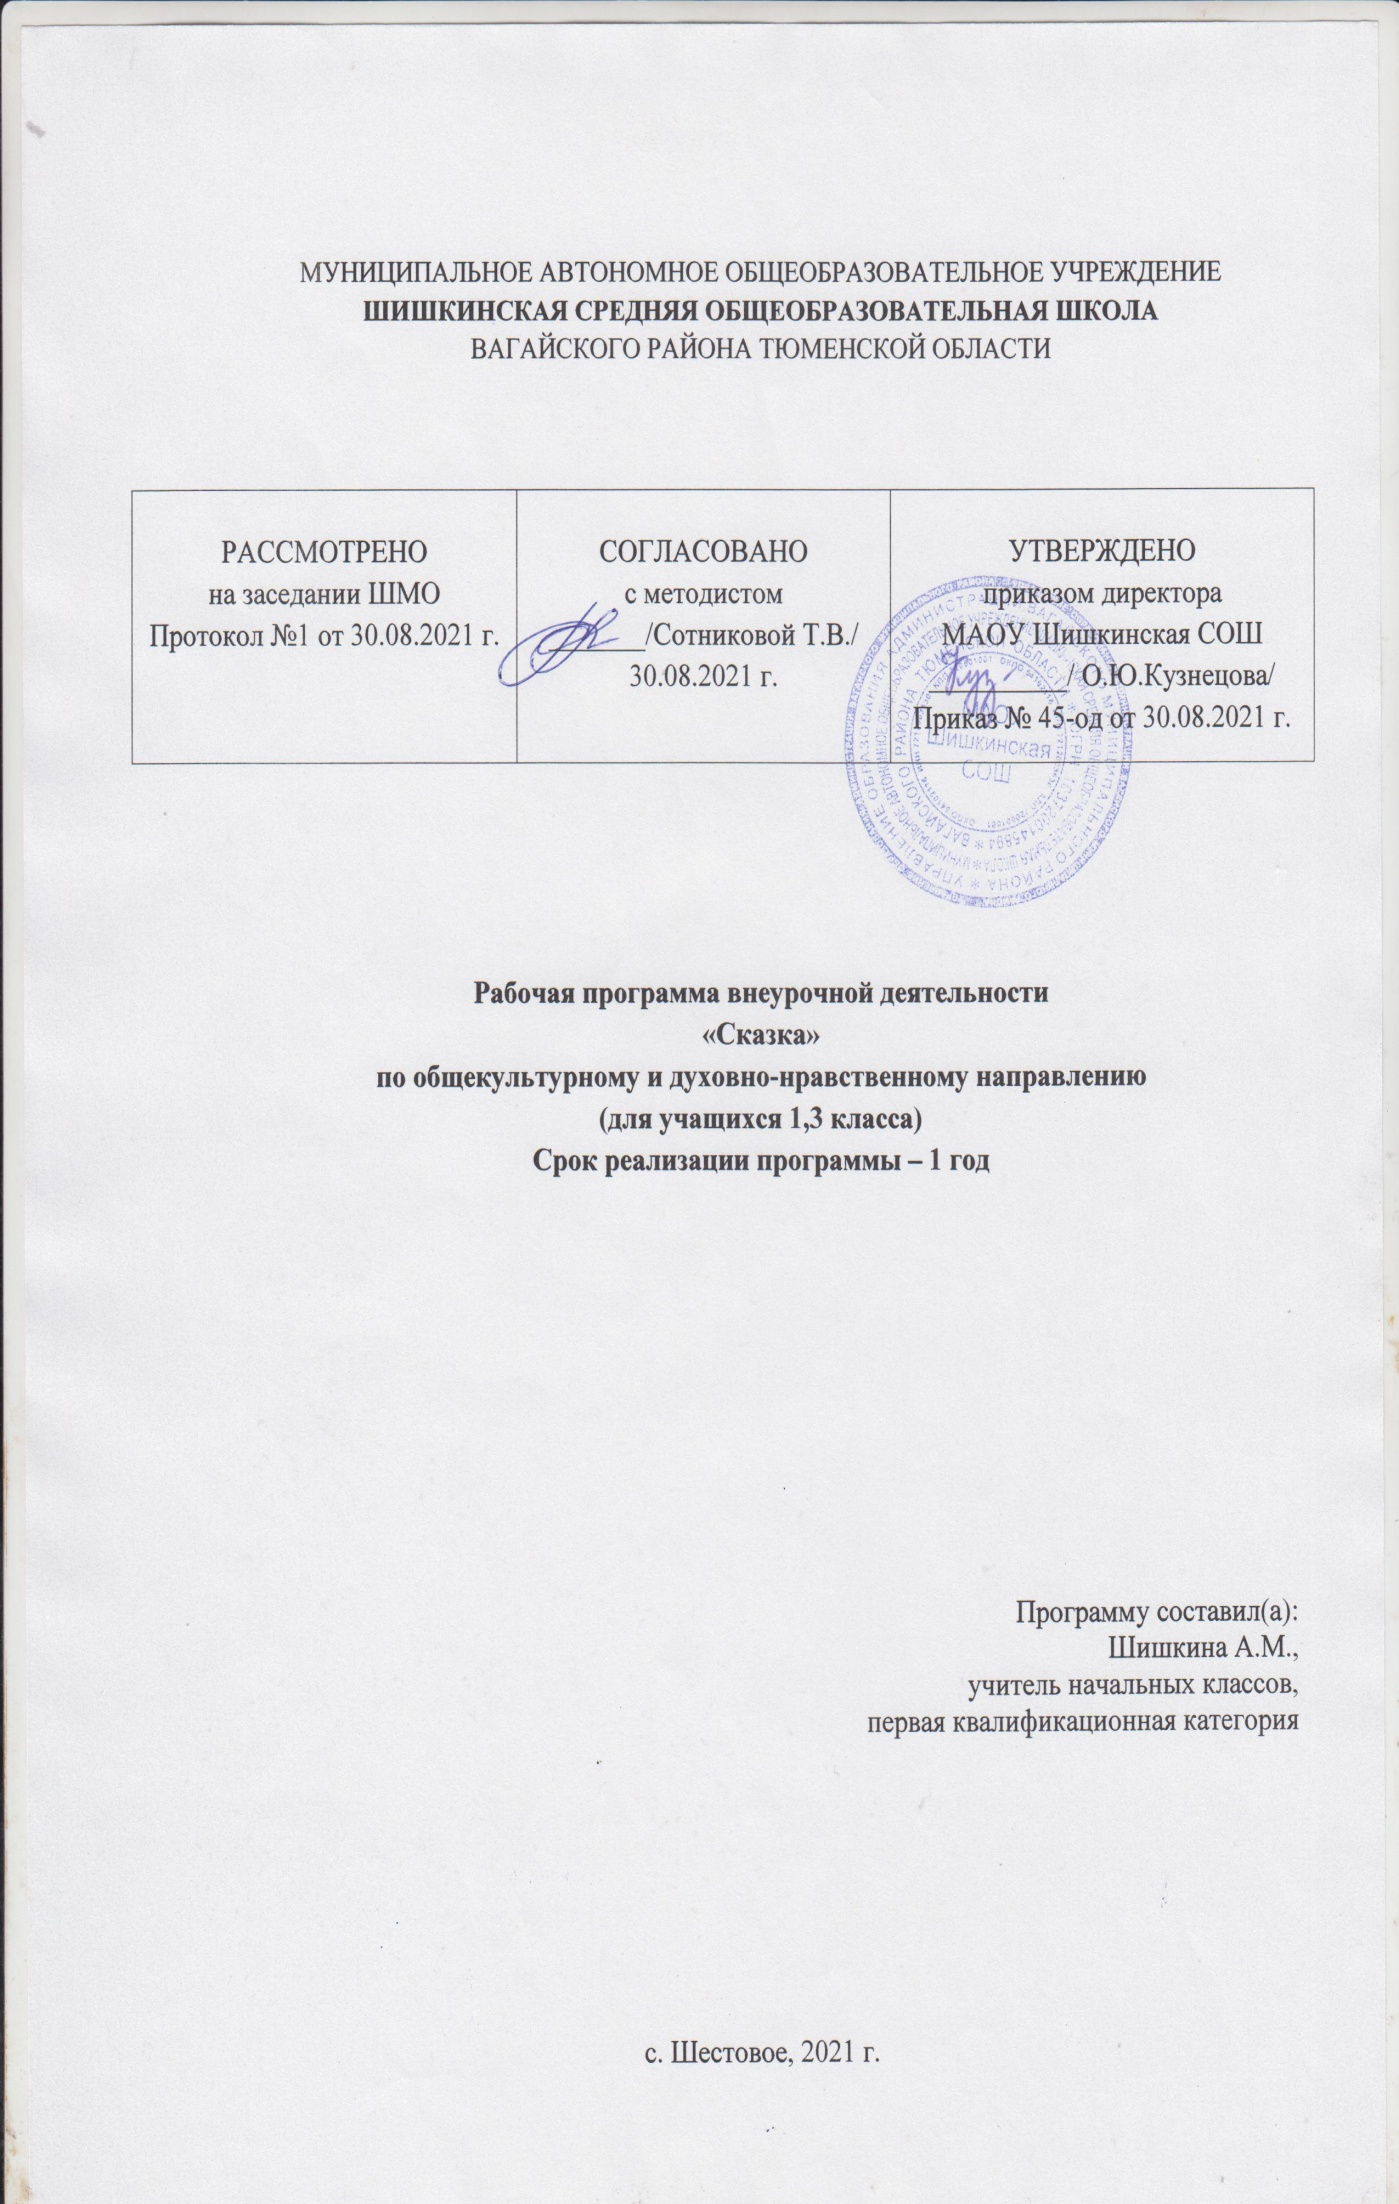 МУНИЦИПАЛЬНОЕ АВТОНОМНОЕ ОБЩЕОБРАЗОВАТЕЛЬНОЕ УЧРЕЖДЕНИЕ
ШИШКИНСКАЯ СРЕДНЯЯ ОБЩЕОБРАЗОВАТЕЛЬНАЯ ШКОЛА
ВАГАЙСКОГО РАЙОНА ТЮМЕНСКОЙ ОБЛАСТИ
РАССМОТРЕНО
на заседании ШМО
Протокол №1 от 30.08.2021 г.
СОГЛАСОВАНО
с методистом
/Сотниковой Т.В./
30.08.2021 г.
УТВЕРЖДЕНО
приказом директора
МАОУ Шишкинская СОШ
/ О.Ю.Кузнецова/
Приказ № 45-од от 30.08.2021 г.
МАОУ
Шишкинская
СОШ
Рабочая программа внеурочной деятельности
«Сказка»
по общекультурному и духовно-нравственному направлению
(для учащихся 1,3 класса)
Срок реализации программы – 1 год
Программу составил(а):
Шишкина А.М.,
учитель начальных классов,
первая квалификационная категория
с. Шестовое, 2021 г.